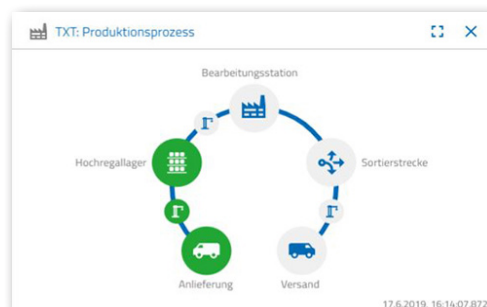 TXT: Produktionsprozess
Bearbeitungsstation
Hochregallager
Sortierstrecke
Anlieferung
Versand
17.6.2019, 16:14:07.872